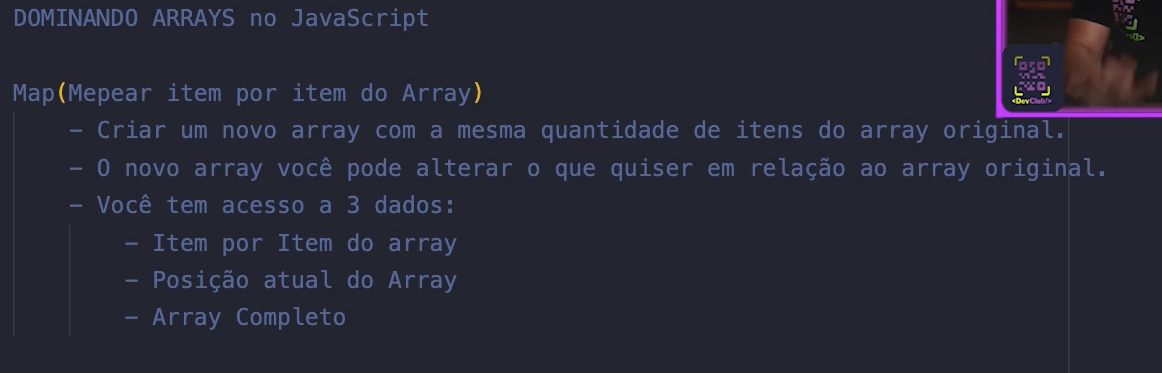 DOMINANDO ARRAYS no JavaScript
Map(Mepear item por item do Array)
- Criar um novo array com a mesma quantidade de itens do array original.
- O novo array você pode alterar o que quiser em relação ao array original.
- Você tem acesso a 3 dados:
- Item por Item do array
- Posição atual do Array
- Array Completo
<DevClub/>